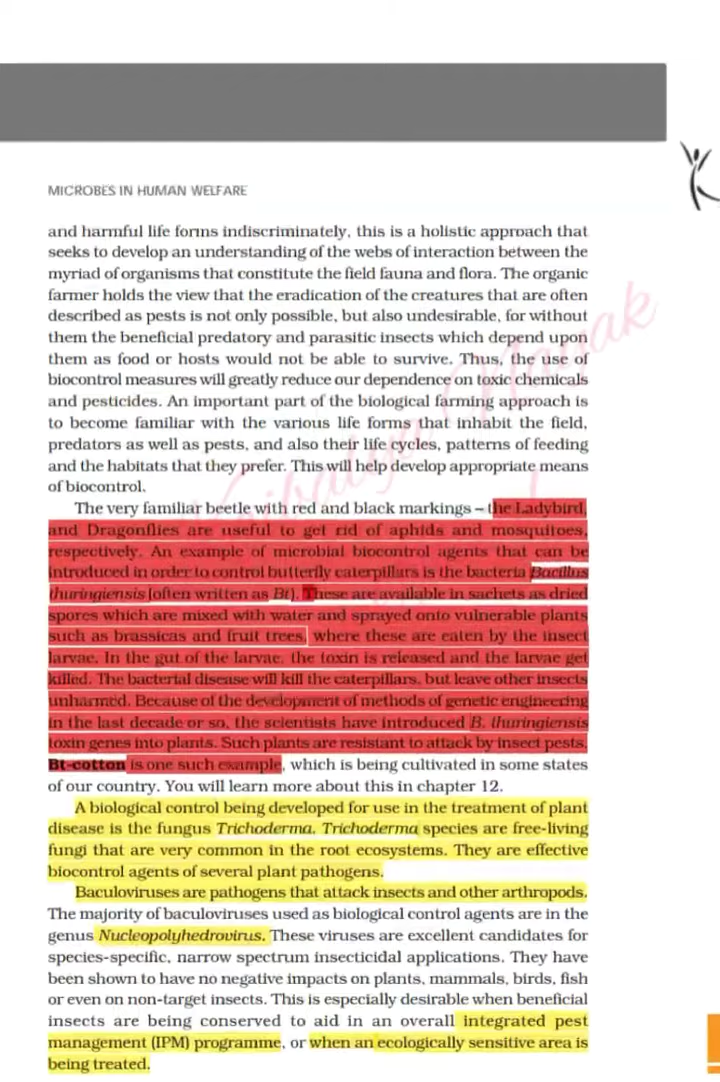 MICROBES IN HUMAN WELFARE
and harmful life forms indiscriminately, this is a holistic approach that
seeks to develop an understanding of the webs of interaction between the
myriad of organisms that constitute the field fauna and flora. The organic
farmer holds the view that the eradication of the creatures that are often
described as pests is not only possible, but also undesirable, for without
them the beneficial predatory and parasitic insects which depend upon
them as food or hosts would not be able to survive. Thus, the use of
biocontrol measures will greatly reduce our dependence on toxic chemicals
and pesticides. An important part of the biological farming approach is
to become familiar with the various life forms that inhabit the field,
predators as well as pests, and also their life cycles, patterns of feeding
and the habitats that they prefer. This will help develop appropriate means
of biocontrol.
The very familiar beetle with red and black markings – the Ladybird,
and Dragonflies are useful to get rid of aphids and mosquitoes,
respectively. An example of microbial biocontrol agents that can be
introduced in order to control butterfly caterpillars is the bacteria Bacillus
thuringiensis (often written as Bt). These are available in sachets as dried
spores which are mixed with water and sprayed onto vulnerable plants
such as brassicas and fruit trees, where these are eaten by the insect
larvae. In the gut of the larvae, the toxin is released and the larvae get
killed. The bacterial disease will kill the caterpillars, but leave other insects
unharmed. Because of the development of methods of genetic engineering
in the last decade or so, the scientists have introduced B. thuringiensis
toxin genes into plants. Such plants are resistant to attack by insect pests.
Bt-cotton is one such example, which is being cultivated in some states
of our country. You will learn more about this in chapter 12.
A biological control being developed for use in the treatment of plant
disease is the fungus Trichoderma. Trichoderma species are free-living
fungi that are very common in the root ecosystems. They are effective
biocontrol agents of several plant pathogens.
Baculoviruses are pathogens that attack insects and other arthropods.
The majority of baculoviruses used as biological control agents are in the
genus Nucleopolyhedrovirus. These viruses are excellent candidates for
species-specific, narrow spectrum insecticidal applications. They have
been shown to have no negative impacts on plants, mammals, birds, fish
or even on non-target insects. This is especially desirable when beneficial
insects are being conserved to aid in an overall integrated pest
management (IPM) programme, or when an ecologically sensitive area is
being treated.